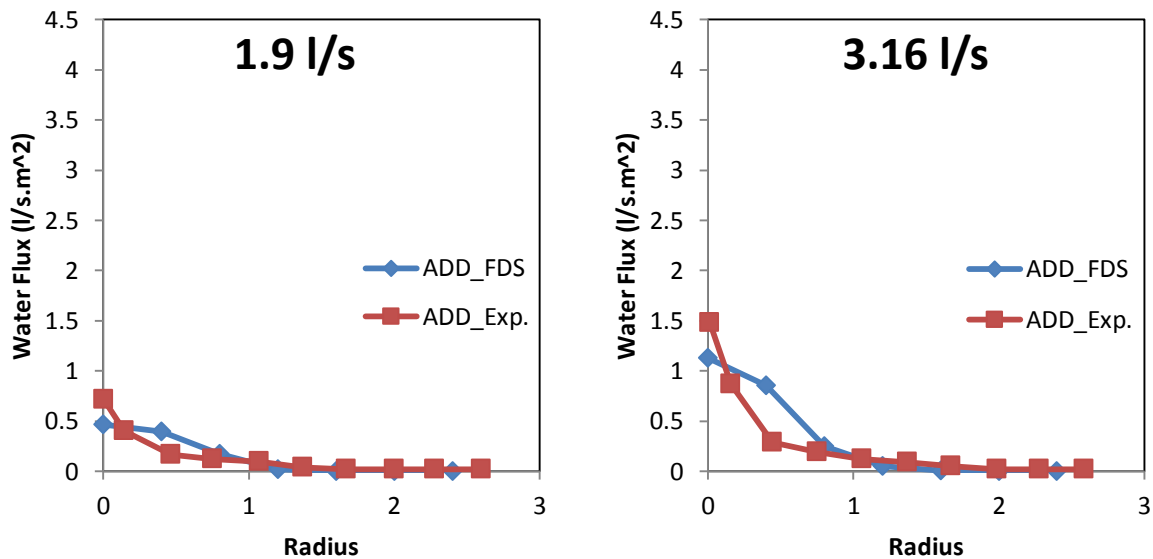 1.9 l/s
4.5
4
3.5
3
2.5
2
1.5
1
0.5
0
Water Flux (l/s.m^2)
ADD_FDS
ADD_Exp.
0
1
2
3
Radius
3.16 l/s
4.5
4
3.5
3
2.5
2
1.5
1
0.5
0
Water Flux (l/s.m^2)
ADD_FDS
ADD_Exp.
0
1
2
3
Radius